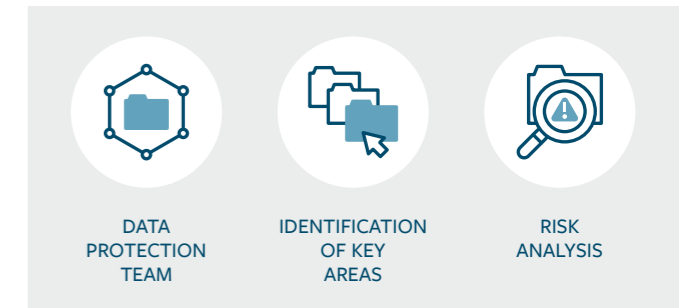 DATA
PROTECTION
TEAM
IDENTIFICATION
OF KEY
AREAS
RISK
ANALYSIS